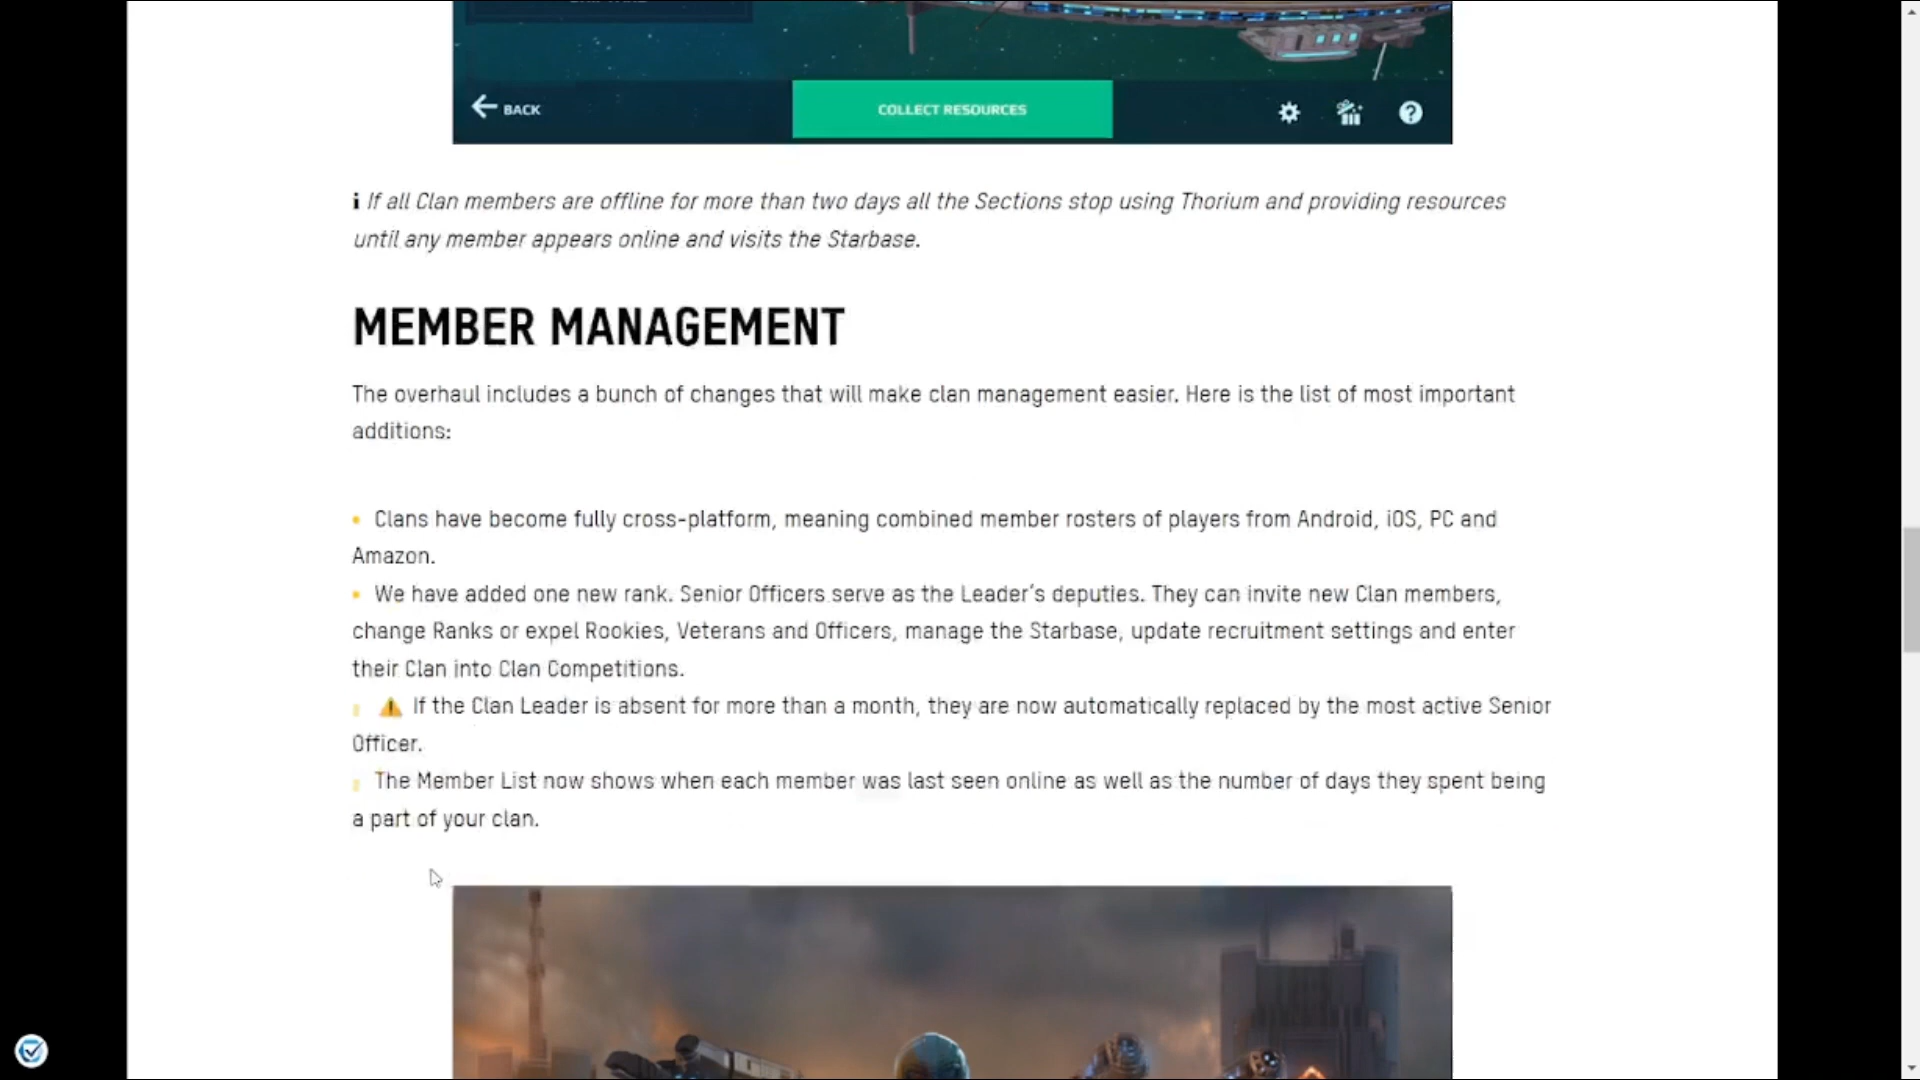 BACK
COLLECT RESOURCES
i If all Clan members are offline for more than two days all the Sections stop using Thorium and providing resources
until any member appears online and visits the Starbase.
MEMBER MANAGEMENT
The overhaul includes a bunch of changes that will make clan management easier. Here is the list of most important
additions:
• Clans have become fully cross-platform, meaning combined member rosters of players from Android, iOS, PC and
Amazon.
• We have added one new rank. Senior Officers serve as the Leader's deputies. They can invite new Clan members,
change Ranks or expel Rookies, Veterans and Officers, manage the Starbase, update recruitment settings and enter
their Clan into Clan Competitions.
• ⚠ If the Clan Leader is absent for more than a month, they are now automatically replaced by the most active Senior
Officer.
• The Member List now shows when each member was last seen online as well as the number of days they spent being
a part of your clan.